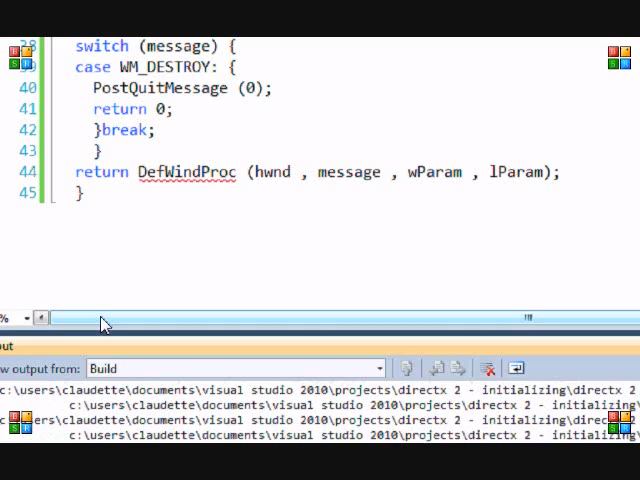 38 switch (message) {
39 case WM_DESTROY: {
40 PostQuitMessage (0);
41 return 0;
42 }break;
43 }
44 return DefWindProc (hwnd , message , wParam , lParam);
45 }
%
out
w output from: Build
c:\users\claudette\documents\visual studio 2010\projects\directx 2 - initializing\directx 2
c:\users\claudette\documents\visual studio 2010\projects\directx 2 - initializing\
ers\claudette\documents\visual studio 2010\projects\directx 2 - initializing\directx 2
c:\users\claudette\documents\visual studio 2010\projects\directx 2 - initializing\